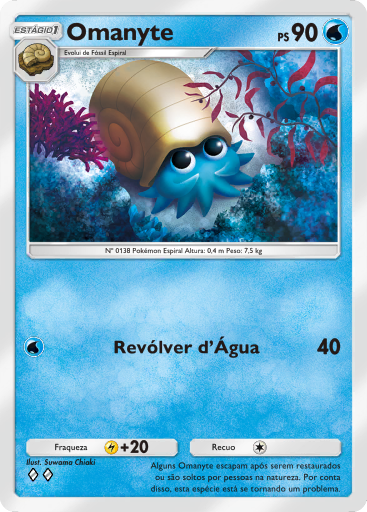 ESTÁGIO 1
Omanyte
PS 90
Evolui de Fóssil Espiral
Nº 0138 Pokémon Espiral Altura: 0,4 m Peso: 7,5 kg
Revólver d'Água 40
Fraqueza +20 Recuo
Ilust. Suwama Chiaki
Alguns Omanyte escapam após serem restaurados
ou são soltos por pessoas na natureza. Por conta
disso, esta espécie está se tornando um problema.